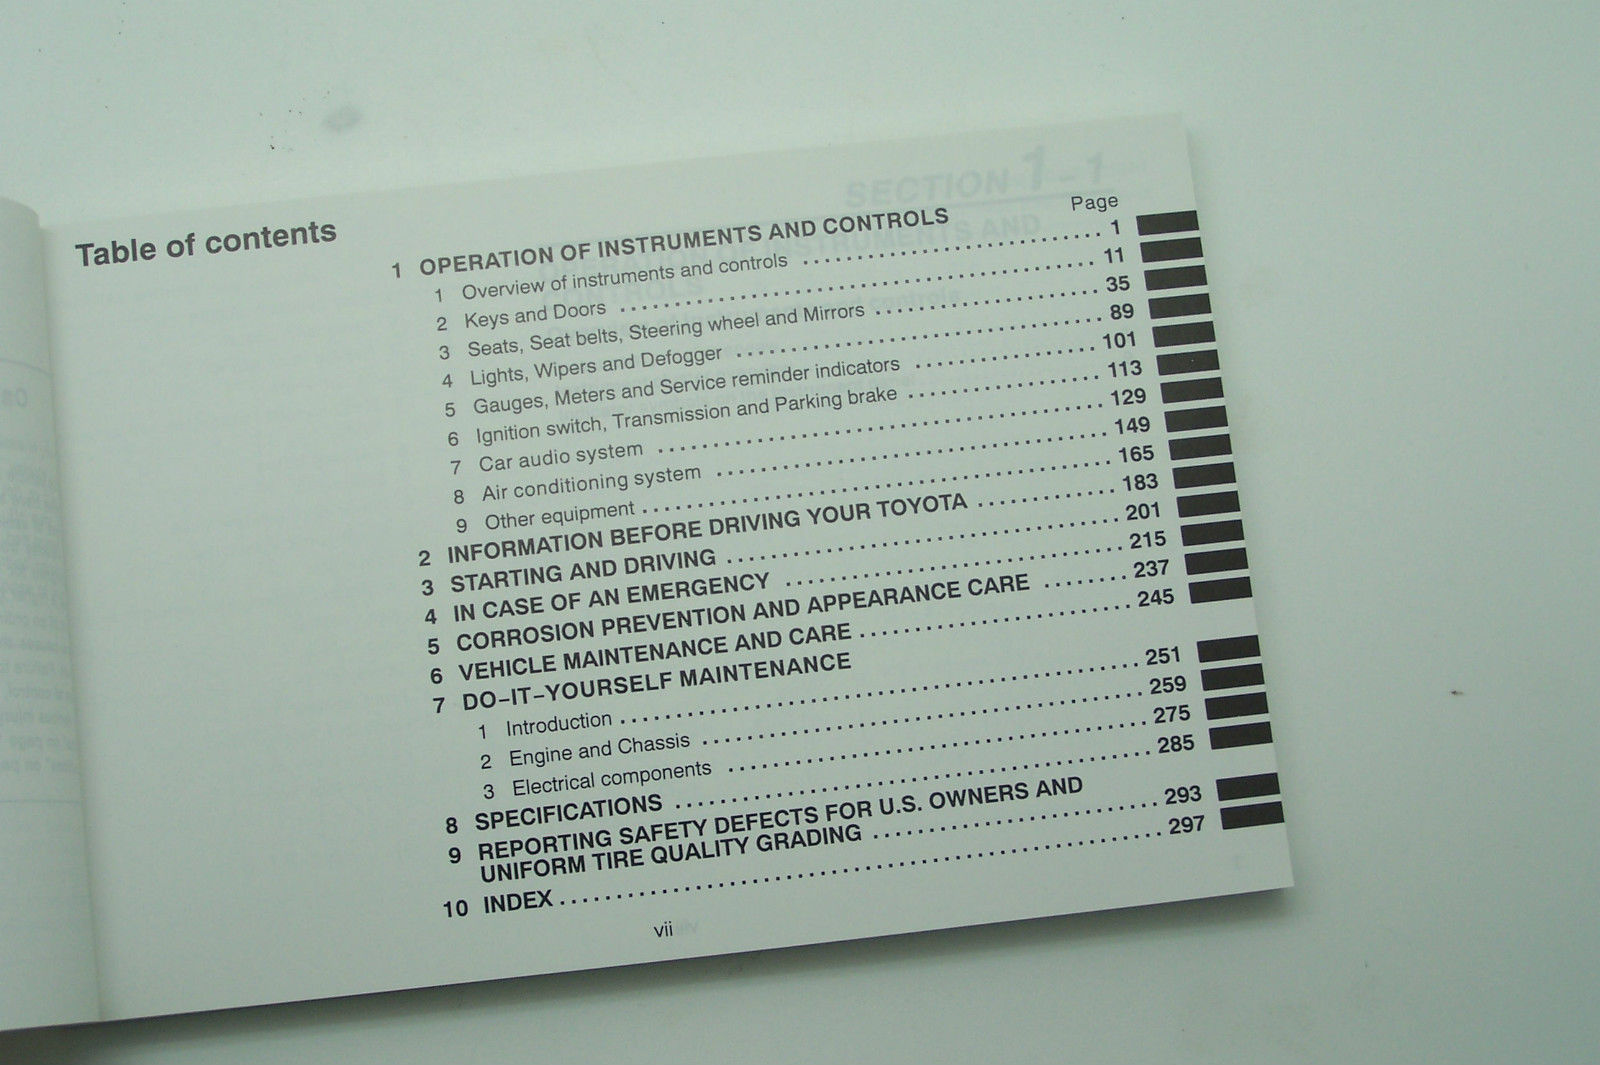 Table of contents
Page
1 OPERATION OF INSTRUMENTS AND CONTROLS
1 Overview of instruments and controls ........ 1
2 Keys and Doors ........ 11
3 Seats, Seat belts, Steering wheel and Mirrors ........ 35
4 Lights, Wipers and Defogger ........ 89
5 Gauges, Meters and Service reminder indicators ........ 101
6 Ignition switch, Transmission and Parking brake ........ 113
7 Car audio system ........ 129
8 Air conditioning system ........ 149
9 Other equipment ........ 165
2 INFORMATION BEFORE DRIVING YOUR TOYOTA ........ 183
3 STARTING AND DRIVING ........ 201
4 IN CASE OF AN EMERGENCY ........ 215
5 CORROSION PREVENTION AND APPEARANCE CARE ........ 237
6 VEHICLE MAINTENANCE AND CARE ........ 245
7 DO-IT-YOURSELF MAINTENANCE
1 Introduction ........ 251
2 Engine and Chassis ........ 259
3 Electrical components ........ 275
8 SPECIFICATIONS ........ 285
9 REPORTING SAFETY DEFECTS FOR U.S. OWNERS AND
UNIFORM TIRE QUALITY GRADING ........ 293
10 INDEX ........ 297
vii